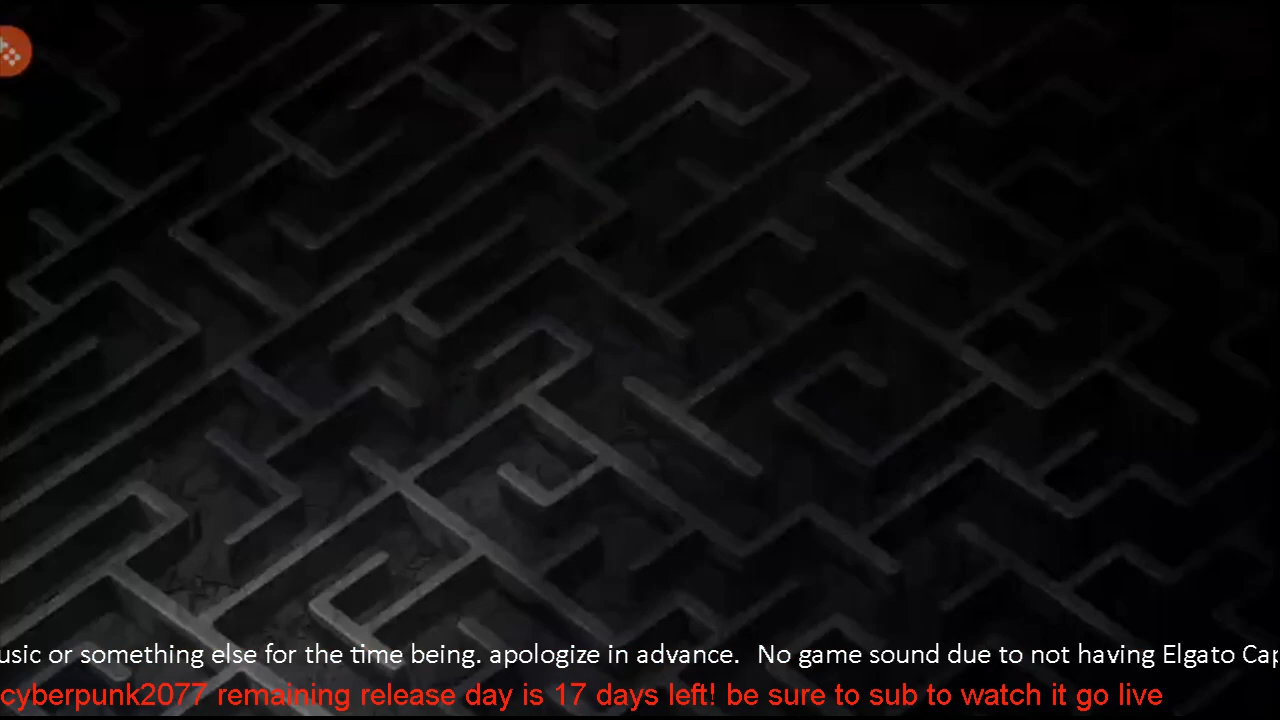 usic or something else for the time being. apologize in advance. No game sound due to not having Elgato Cap
cyberpunk2077 remaining release day is 17 days left! be sure to sub to watch it go live